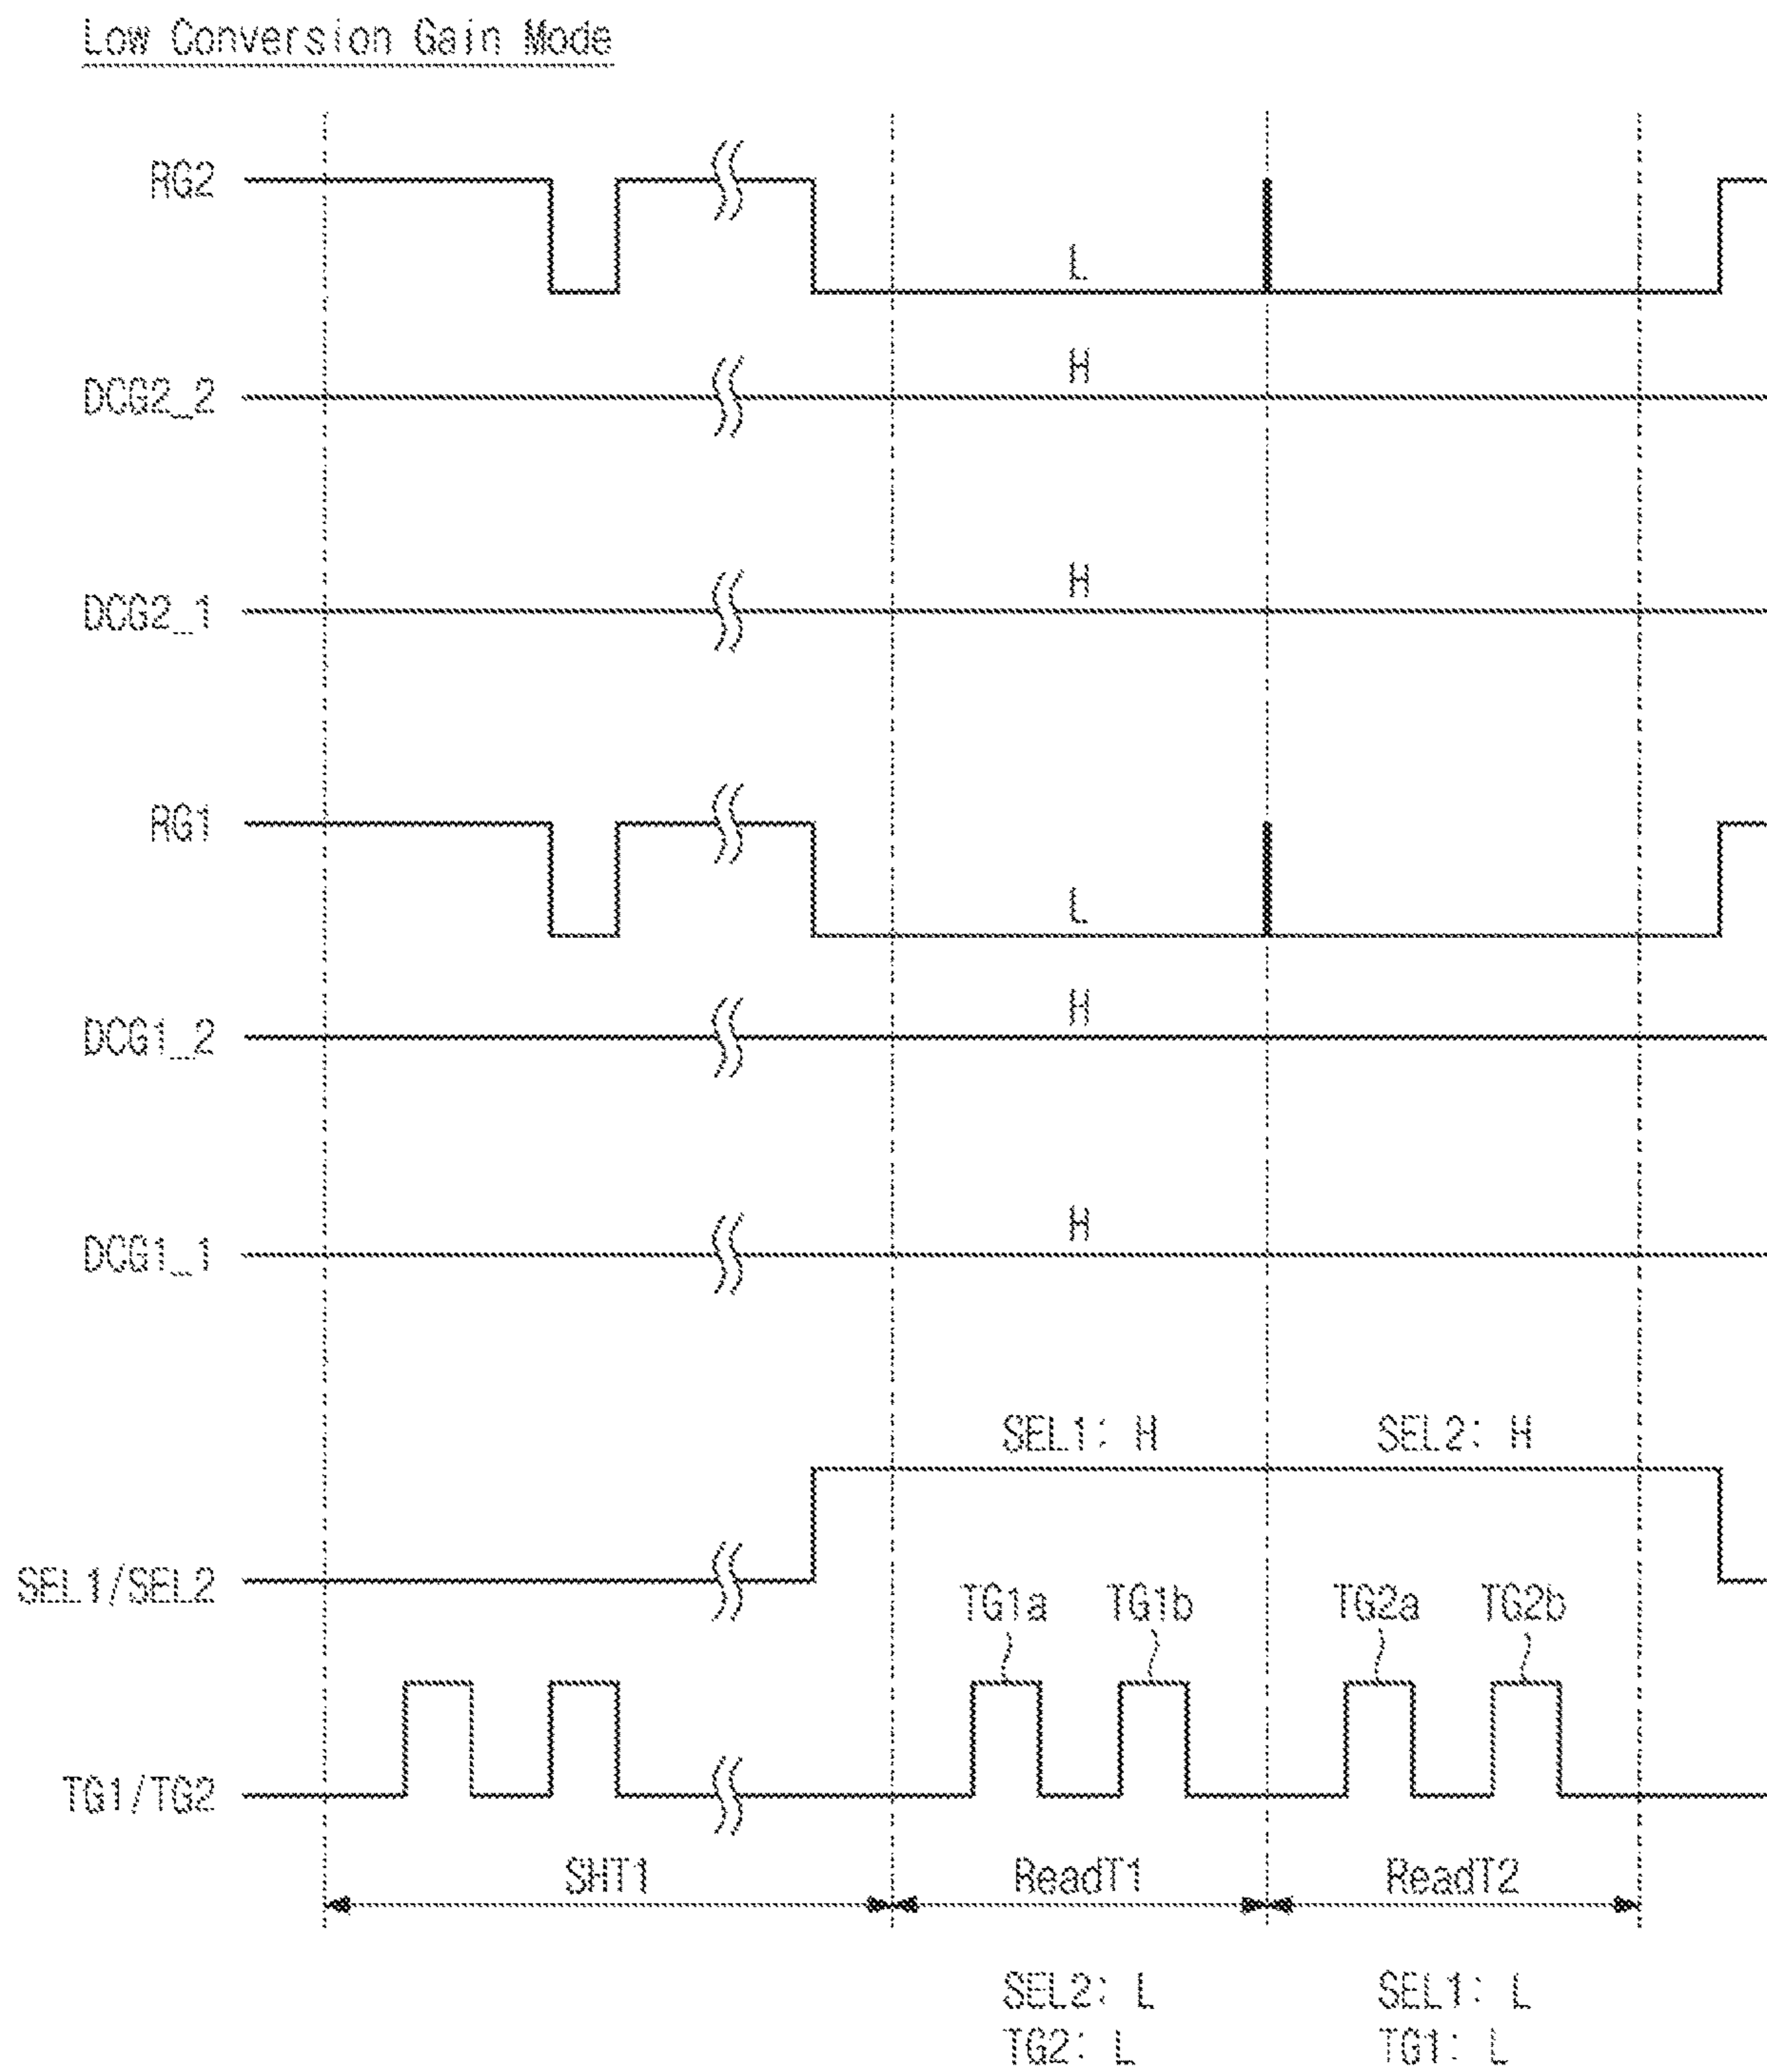 Low Conversion Gain Mode
RG2
L
H
DCG2_2
H
DCG2_1
RG1
L
H
DCG1_2
H
DCG1_1
SEL1: H SEL2: H
SEL1/SEL2
TG1a TG1b TG2a TG2b
TG1/TG2
SHT1 ReadT1 ReadT2
SEL2: L SEL1: L
TG2: L TG1: L